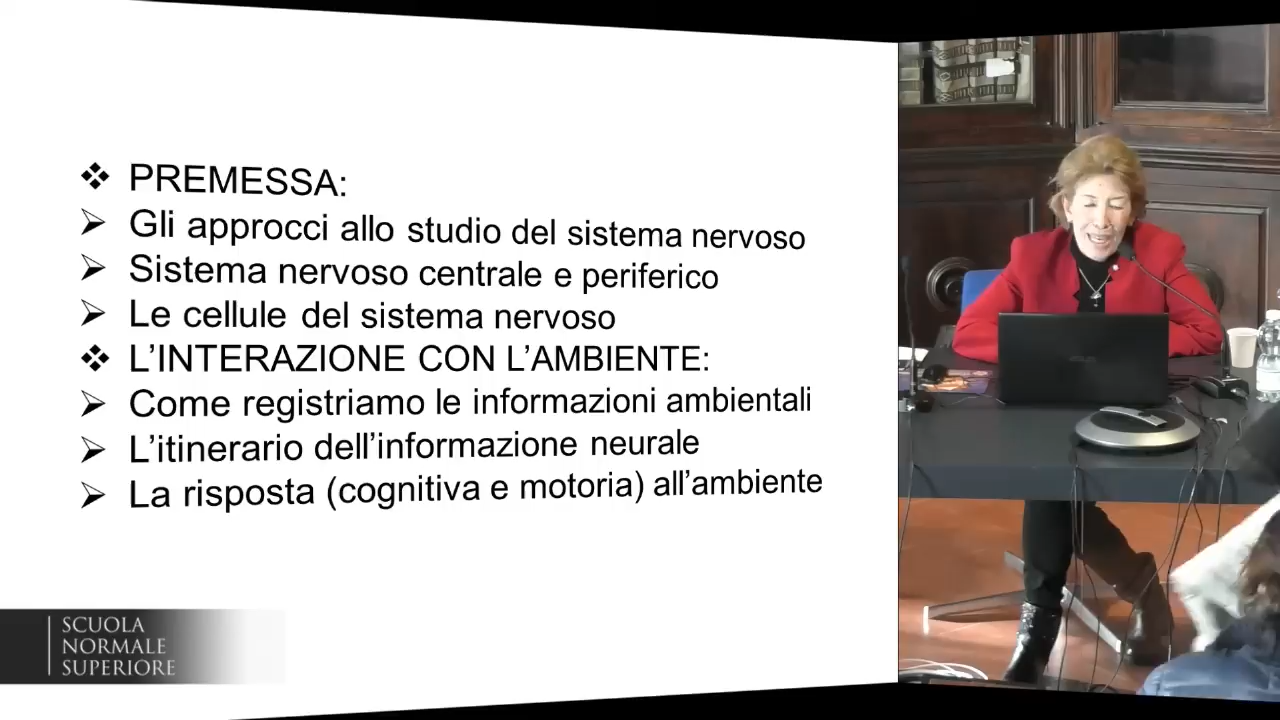 ❖ PREMESSA:
➢ Gli approcci allo studio del sistema nervoso
➢ Sistema nervoso centrale e periferico
➢ Le cellule del sistema nervoso
❖ L'INTERAZIONE CON L'AMBIENTE:
➢ Come registriamo le informazioni ambientali
➢ L'itinerario dell'informazione neurale
➢ La risposta (cognitiva e motoria) all'ambiente
SCUOLA
NORMALE
SUPERIORE